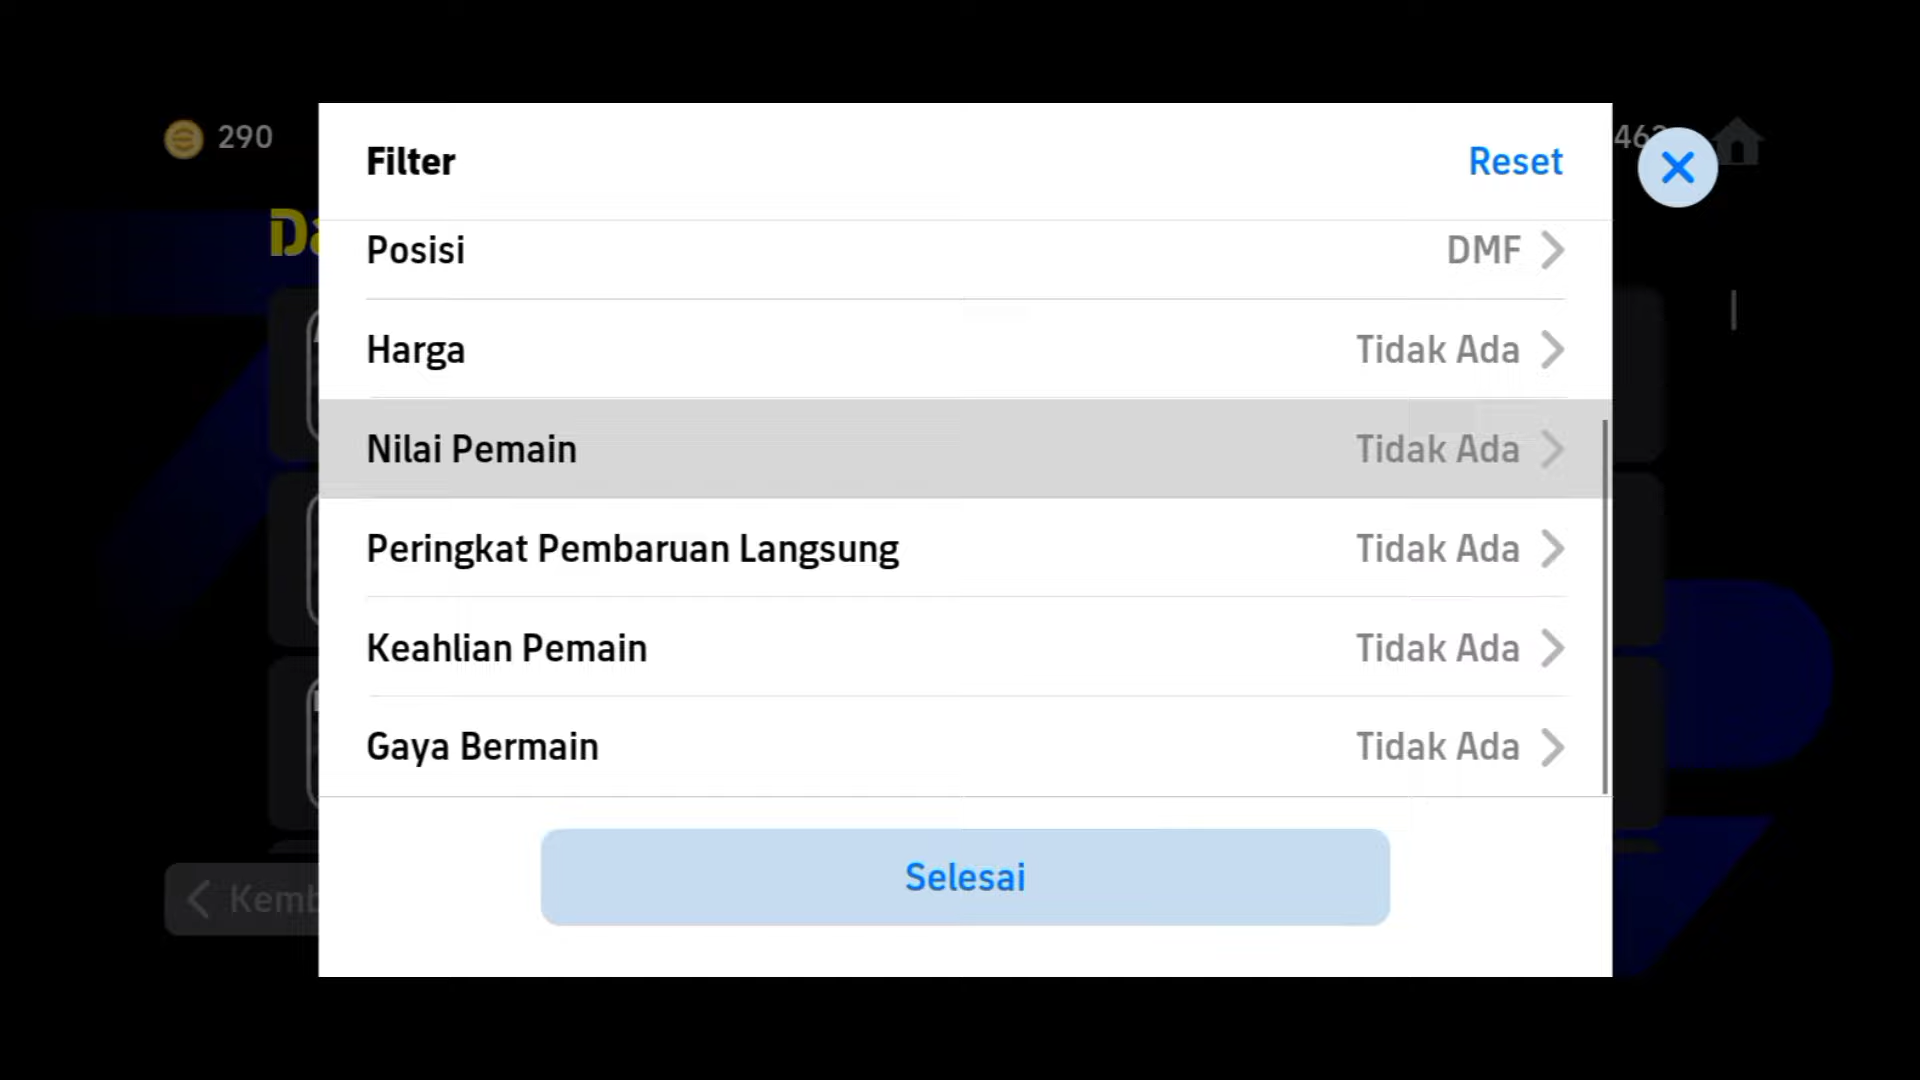 290
Filter
Reset
Posisi
DMF
Harga
Tidak Ada
Nilai Pemain
Tidak Ada
Peringkat Pembaruan Langsung
Tidak Ada
Keahlian Pemain
Tidak Ada
Gaya Bermain
Tidak Ada
Selesai